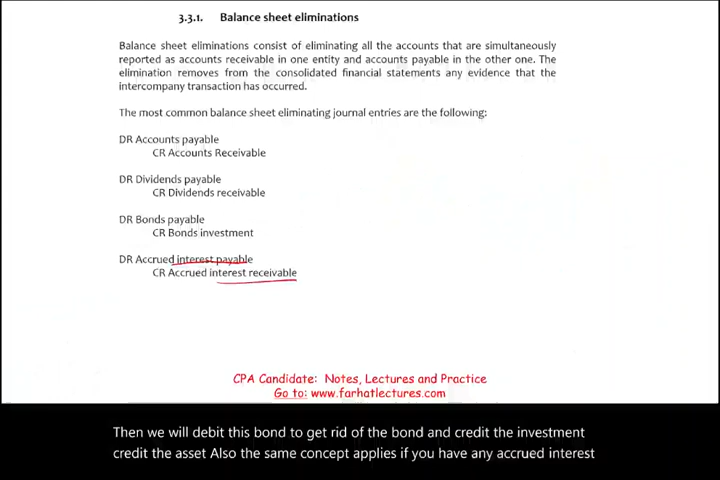 3.3.1. Balance sheet eliminations
Balance sheet eliminations consist of eliminating all the accounts that are simultaneously
reported as accounts receivable in one entity and accounts payable in the other one. The
elimination removes from the consolidated financial statements any evidence that the
intercompany transaction has occurred.
The most common balance sheet eliminating journal entries are the following:
DR Accounts payable
CR Accounts Receivable
DR Dividends payable
CR Dividends receivable
DR Bonds payable
CR Bonds investment
DR Accrued interest payable
CR Accrued interest receivable
CPA Candidate: Notes, Lectures and Practice
Go to: www.farhatlectures.com
Then we will debit this bond to get rid of the bond and credit the investment
credit the asset Also the same concept applies if you have any accrued interest